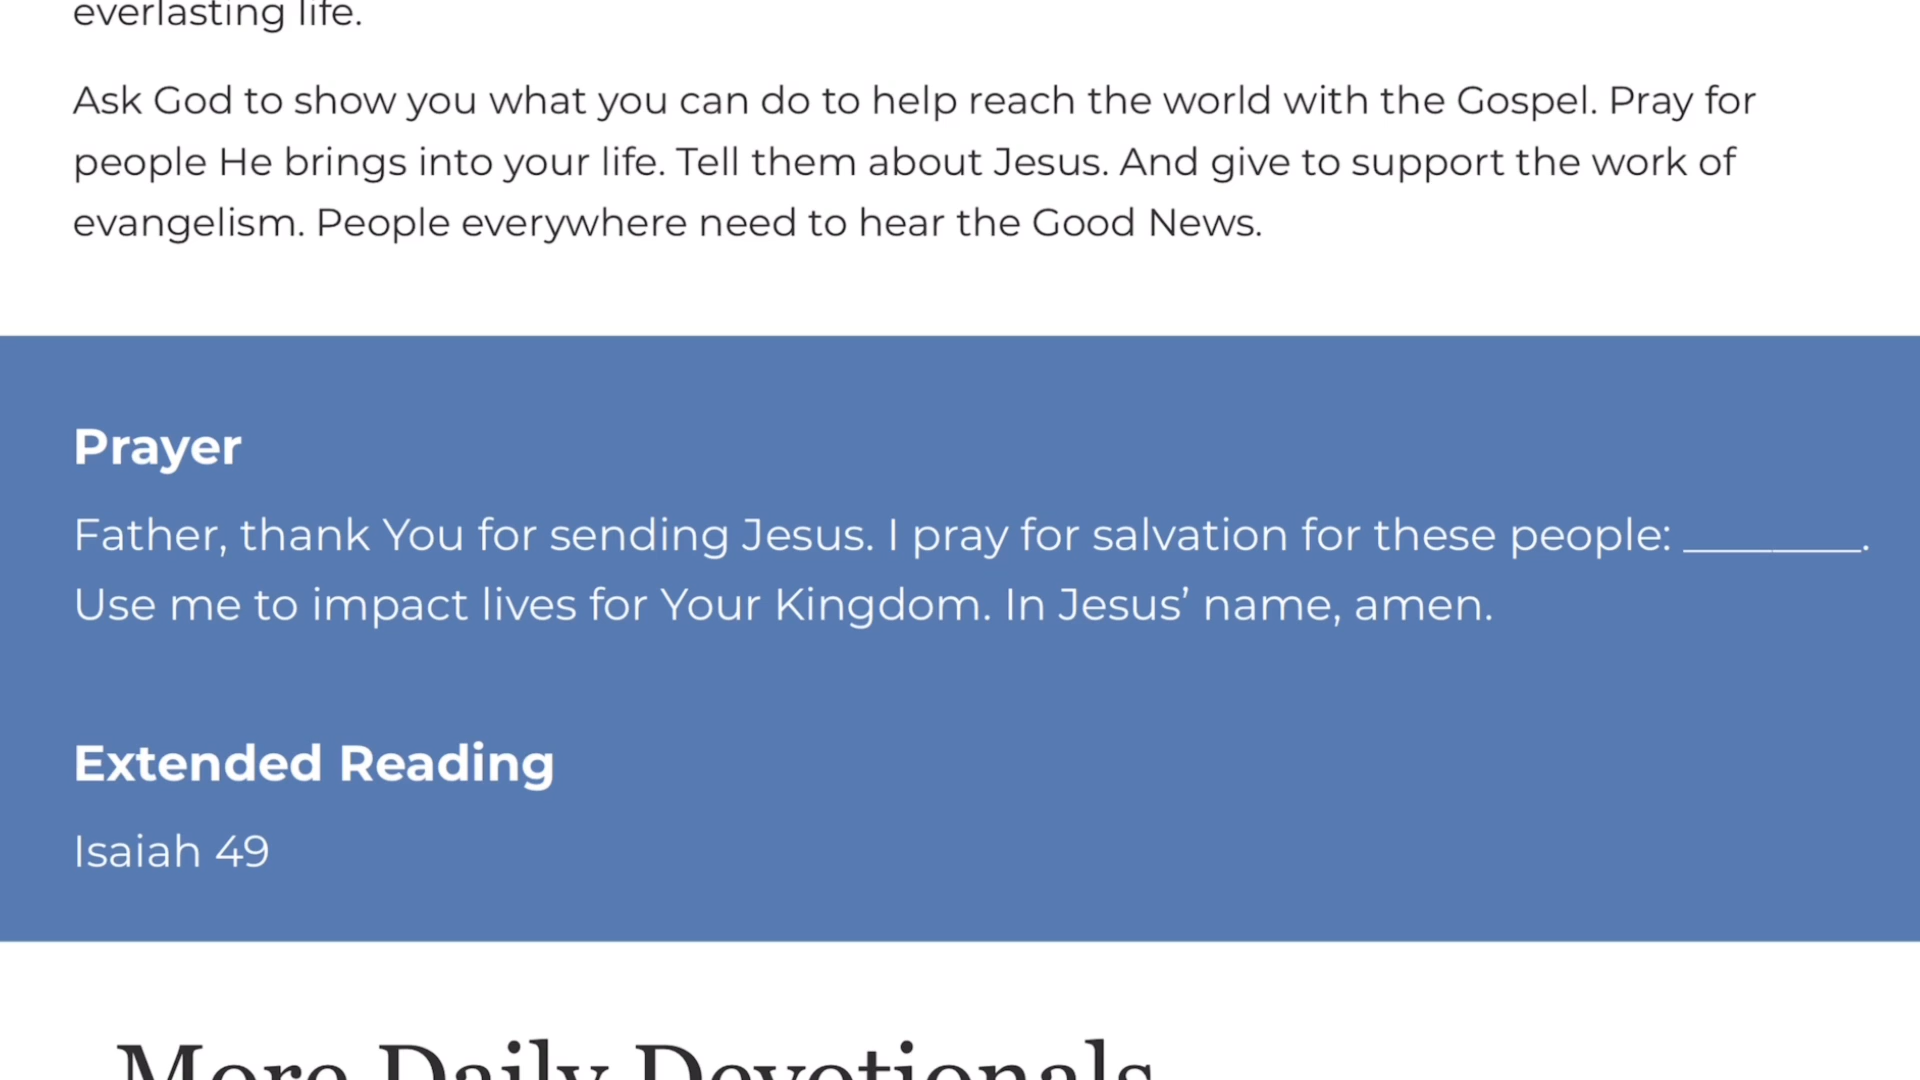 everlasting life.
Ask God to show you what you can do to help reach the world with the Gospel. Pray for
people He brings into your life. Tell them about Jesus. And give to support the work of
evangelism. People everywhere need to hear the Good News.
Prayer
Father, thank You for sending Jesus. I pray for salvation for these people: ________.
Use me to impact lives for Your Kingdom. In Jesus’ name, amen.
Extended Reading
Isaiah 49
More Daily Devotionals